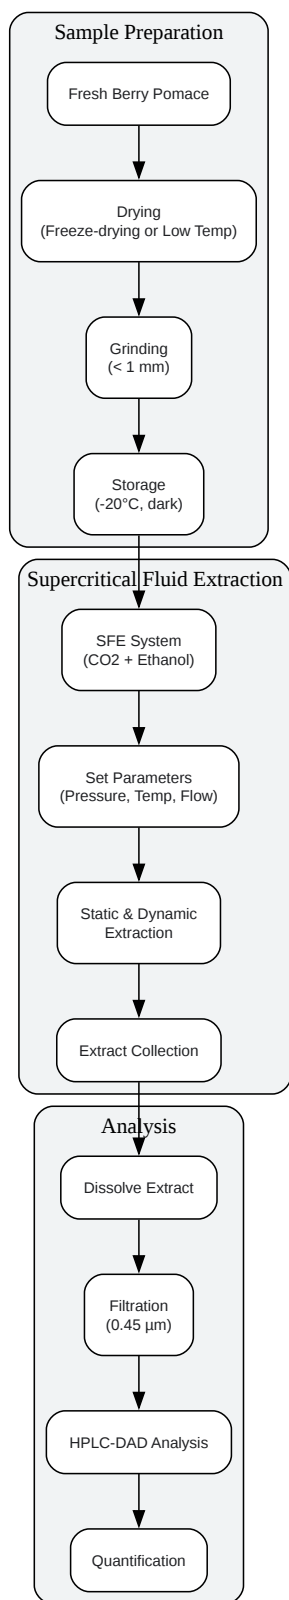 Sample Preparation
Fresh Berry Pomace
Drying
(Freeze-drying or Low Temp)
Grinding
(< 1 mm)
Storage
(-20°C, dark)
Supercritical Fluid Extraction
SFE System
(CO2 + Ethanol)
Set Parameters
(Pressure, Temp, Flow)
Static & Dynamic
Extraction
Extract Collection
Analysis
Dissolve Extract
Filtration
(0.45 µm)
HPLC-DAD Analysis
Quantification